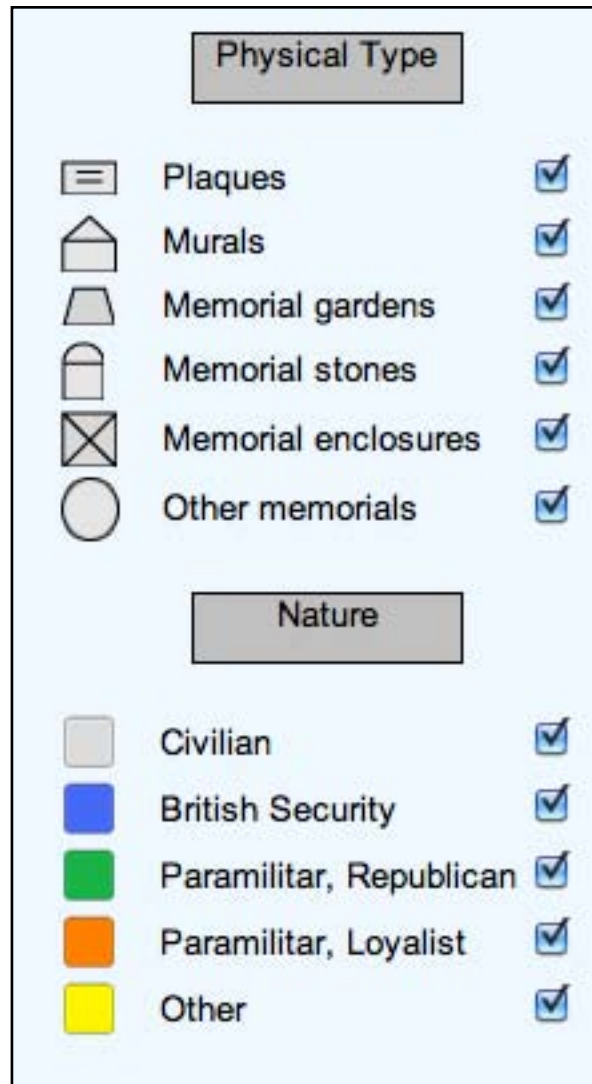 Physical Type
Plaques
Murals
Memorial gardens
Memorial stones
Memorial enclosures
Other memorials
Nature
Civilian
British Security
Paramilitar, Republican
Paramilitar, Loyalist
Other